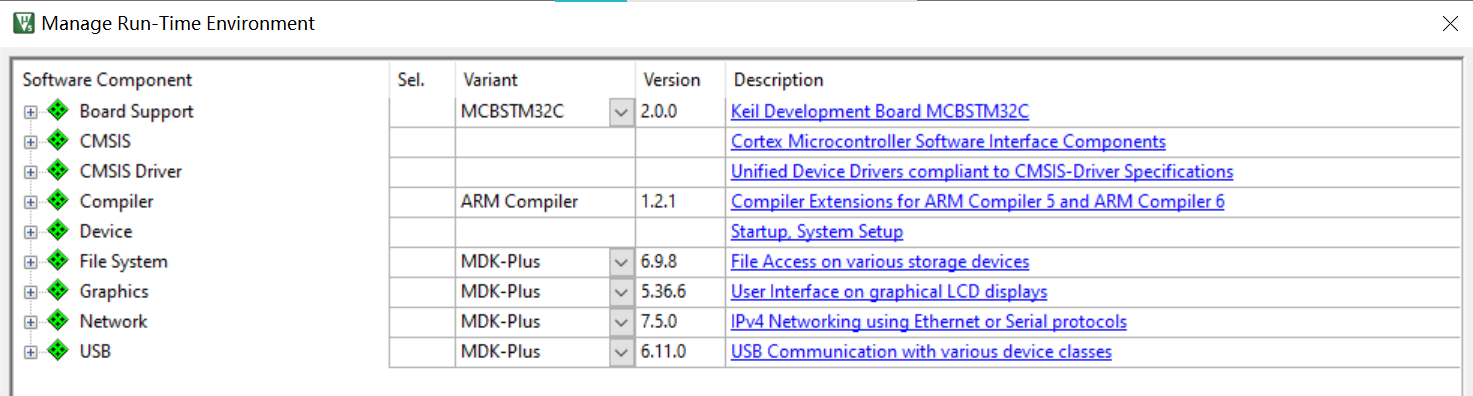 Manage Run-Time Environment
Software Component Sel. Variant Version Description
Board Support MCBSTM32C 2.0.0 Keil Development Board MCBSTM32C
CMSIS Cortex Microcontroller Software Interface Components
CMSIS Driver Unified Device Drivers compliant to CMSIS-Driver Specifications
Compiler ARM Compiler 1.2.1 Compiler Extensions for ARM Compiler 5 and ARM Compiler 6
Device Startup, System Setup
File System MDK-Plus 6.9.8 File Access on various storage devices
Graphics MDK-Plus 5.36.6 User Interface on graphical LCD displays
Network MDK-Plus 7.5.0 IPv4 Networking using Ethernet or Serial protocols
USB MDK-Plus 6.11.0 USB Communication with various device classes